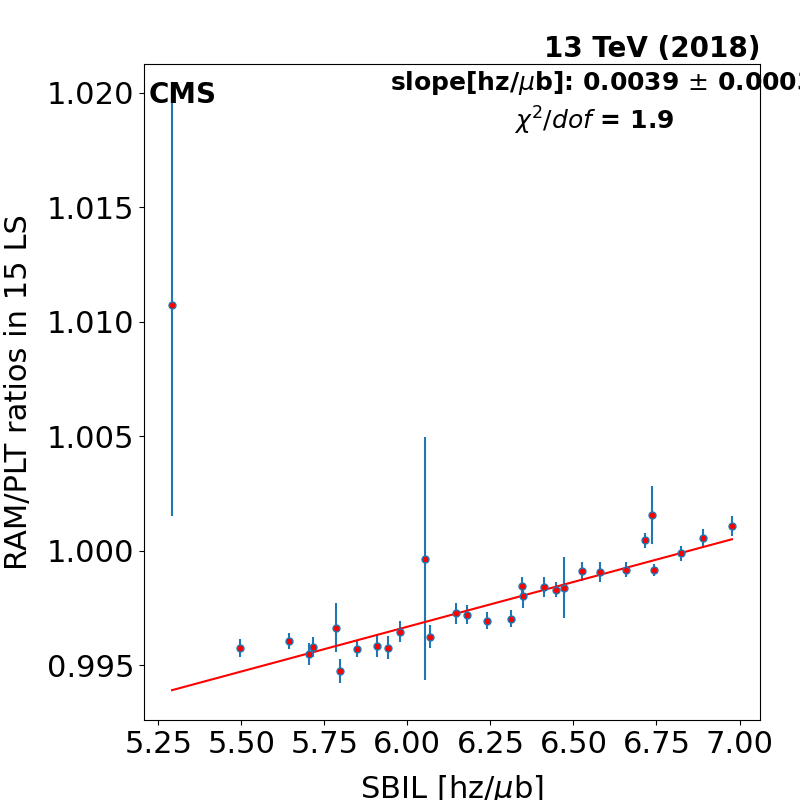 13 TeV (2018)
CMS
slope[hz/μb]: 0.0039 ± 0.0003
χ²/dof = 1.9
RAM/PLT ratios in 15 LS
1.020
1.015
1.010
1.005
1.000
0.995
5.25 5.50 5.75 6.00 6.25 6.50 6.75 7.00
SBIL [hz/μb]